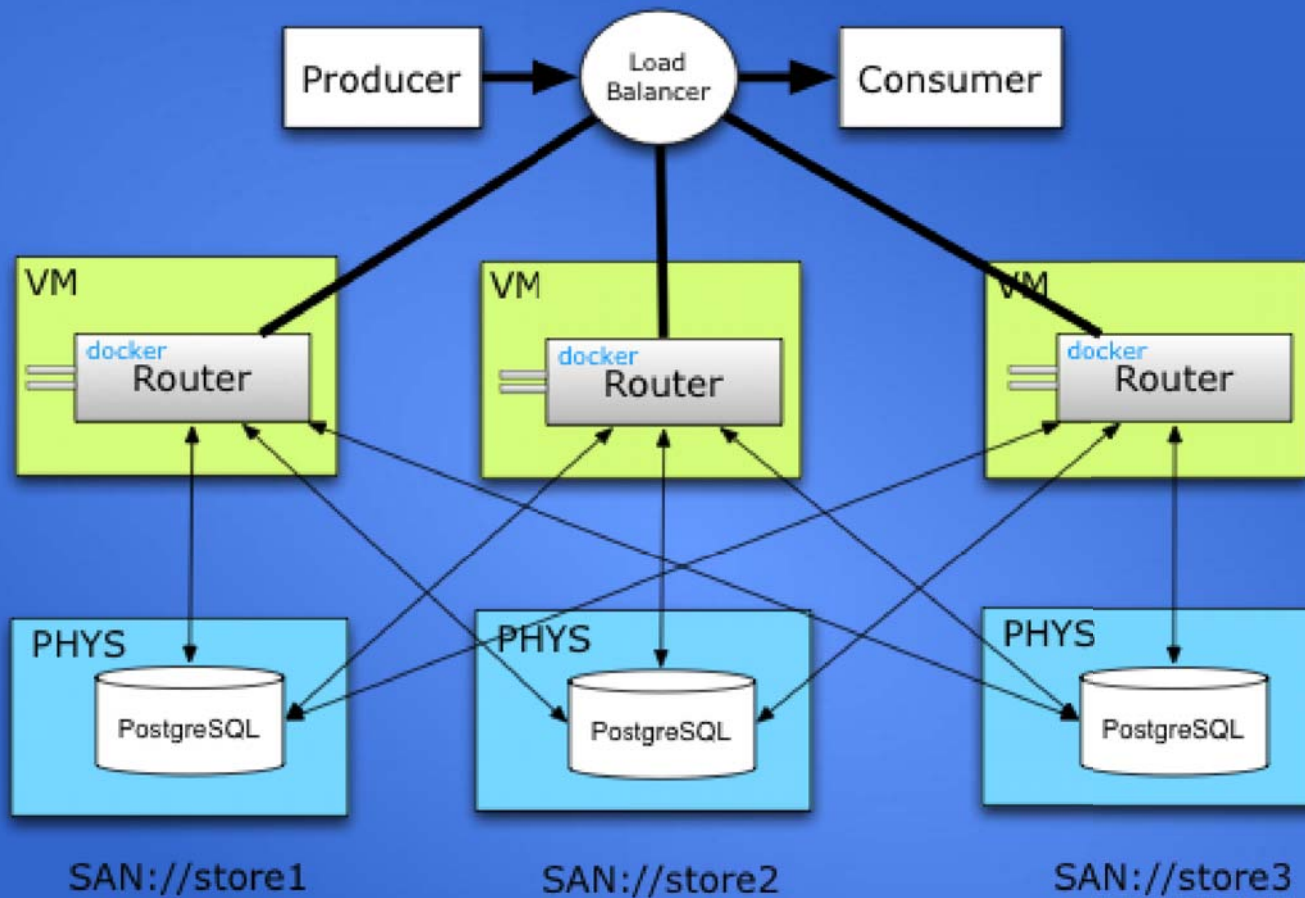 Producer
Load
Balancer
Consumer
VM
docker
Router
VM
docker
Router
VM
docker
Router
PHYS
PostgreSQL
PHYS
PostgreSQL
PHYS
PostgreSQL
SAN://store1
SAN://store2
SAN://store3